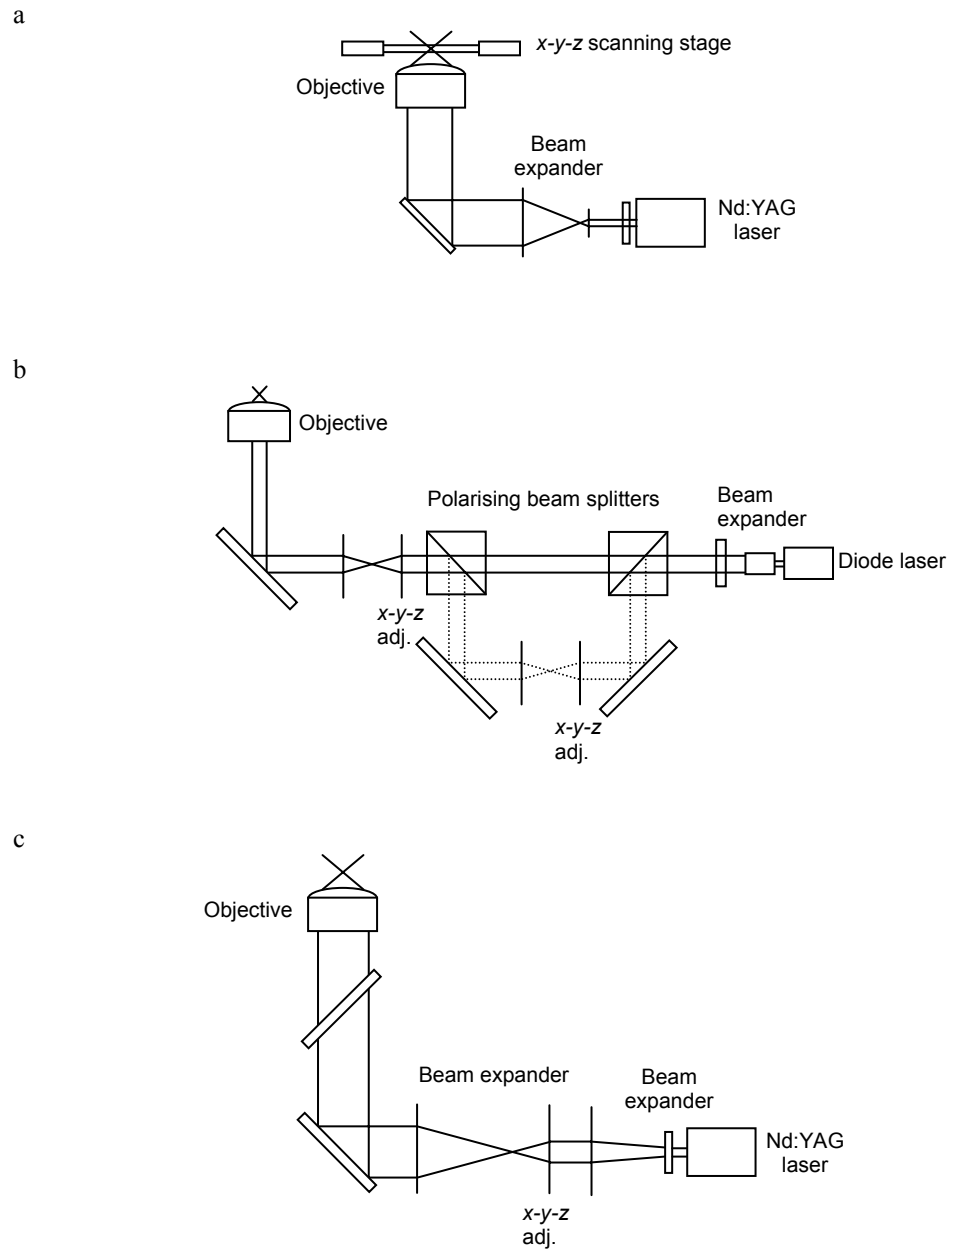 a
x-y-z scanning stage
Objective
Beam
expander
Nd:YAG
laser
b
Objective
Polarising beam splitters
Beam
expander
Diode laser
x-y-z
adj.
x-y-z
adj.
c
Objective
Beam expander
Beam
expander
Nd:YAG
laser
x-y-z
adj.